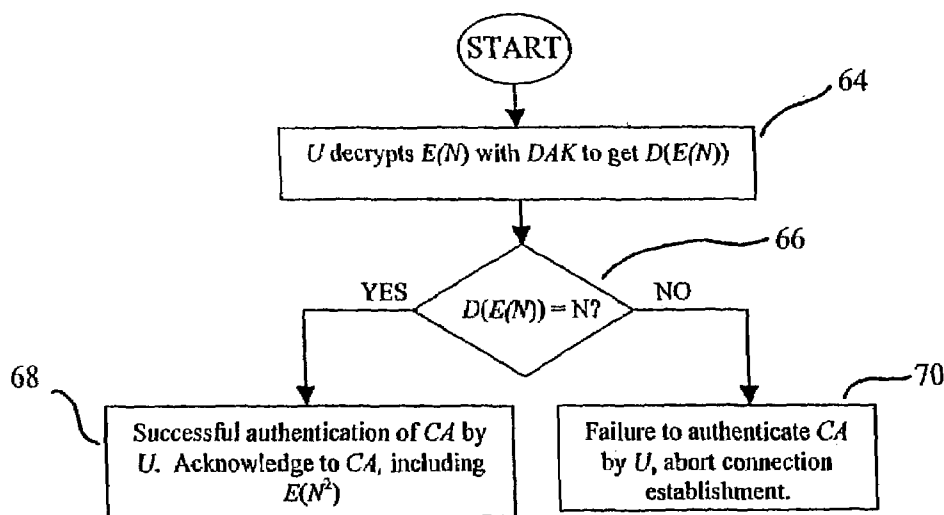 START
64
U decrypts E(N) with DAK to get D(E(N))
66
YES
D(E(N)) = N?
NO
68
70
Successful authentication of CA by
U. Acknowledge to CA, including
E(N²)
Failure to authenticate CA
by U, abort connection
establishment.